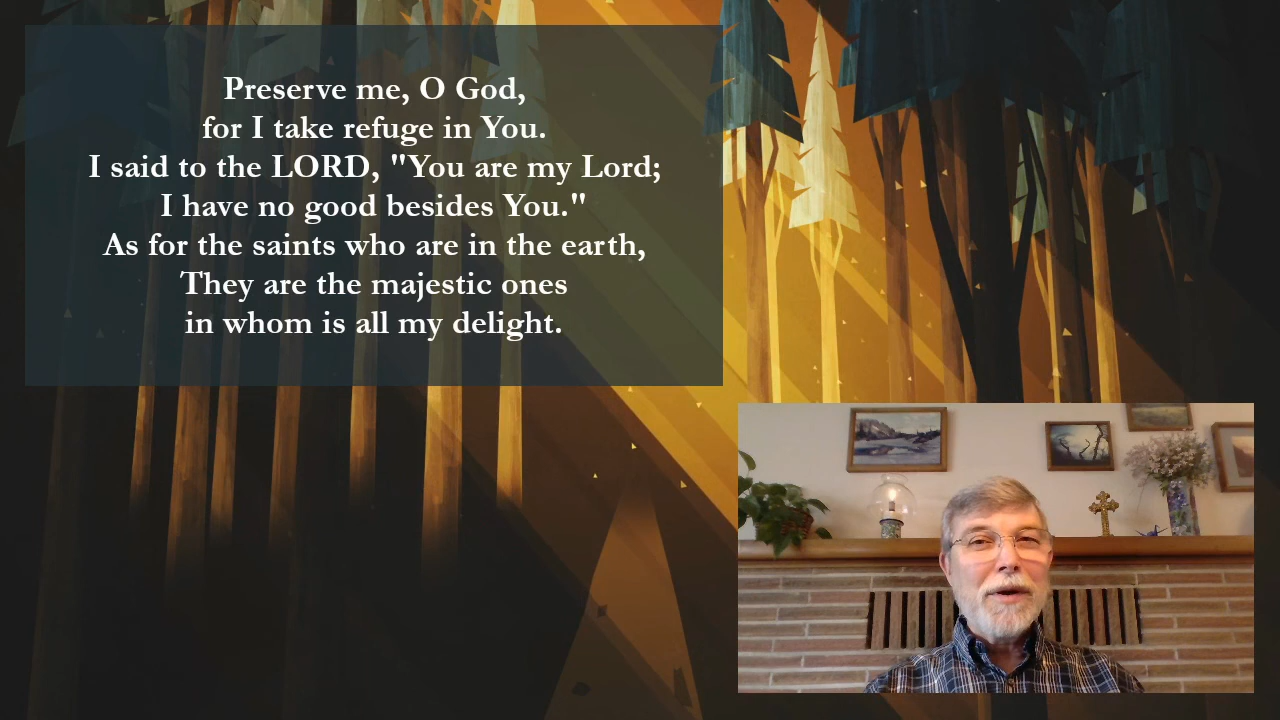 Preserve me, O God,
for I take refuge in You.
I said to the LORD, "You are my Lord;
I have no good besides You."
As for the saints who are in the earth,
They are the majestic ones
in whom is all my delight.